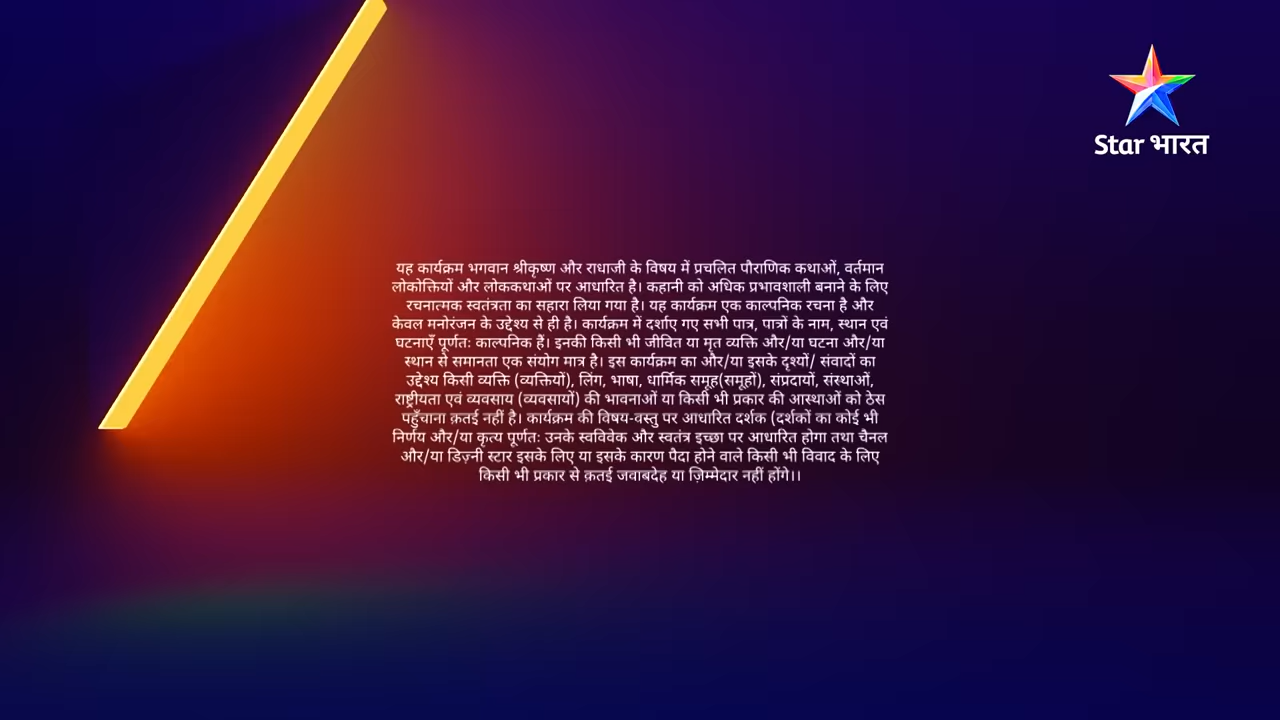 Star भारत
यह कार्यक्रम भगवान श्रीकृष्ण और राधाजी के विषय में प्रचलित पौराणिक कथाओं, वर्तमान
लोकोक्तियों और लोककथाओं पर आधारित है। कहानी को अधिक प्रभावशाली बनाने के लिए
रचनात्मक स्वतंत्रता का सहारा लिया गया है। यह कार्यक्रम एक काल्पनिक रचना है और
केवल मनोरंजन के उद्देश्य से ही है। कार्यक्रम में दर्शाए गए सभी पात्र, पात्रों के नाम, स्थान एवं
घटनाएँ पूर्णतः काल्पनिक हैं। इनकी किसी भी जीवित या मृत व्यक्ति और/या घटना और/या
स्थान से समानता एक संयोग मात्र है। इस कार्यक्रम का और/या इसके दृश्यों/ संवादों का
उद्देश्य किसी व्यक्ति (व्यक्तियों), लिंग, भाषा, धार्मिक समूह(समूहों), संप्रदायों, संस्थाओं,
राष्ट्रीयता एवं व्यवसाय (व्यवसायों) की भावनाओं या किसी भी प्रकार की आस्थाओं को ठेस
पहुँचाना क़तई नहीं है। कार्यक्रम की विषय-वस्तु पर आधारित दर्शक (दर्शकों का कोई भी
निर्णय और/या कृत्य पूर्णतः उनके स्वविवेक और स्वतंत्र इच्छा पर आधारित होगा तथा चैनल
और/या डिज़्नी स्टार इसके लिए या इसके कारण पैदा होने वाले किसी भी विवाद के लिए
किसी भी प्रकार से क़तई जवाबदेह या ज़िम्मेदार नहीं होंगे।।